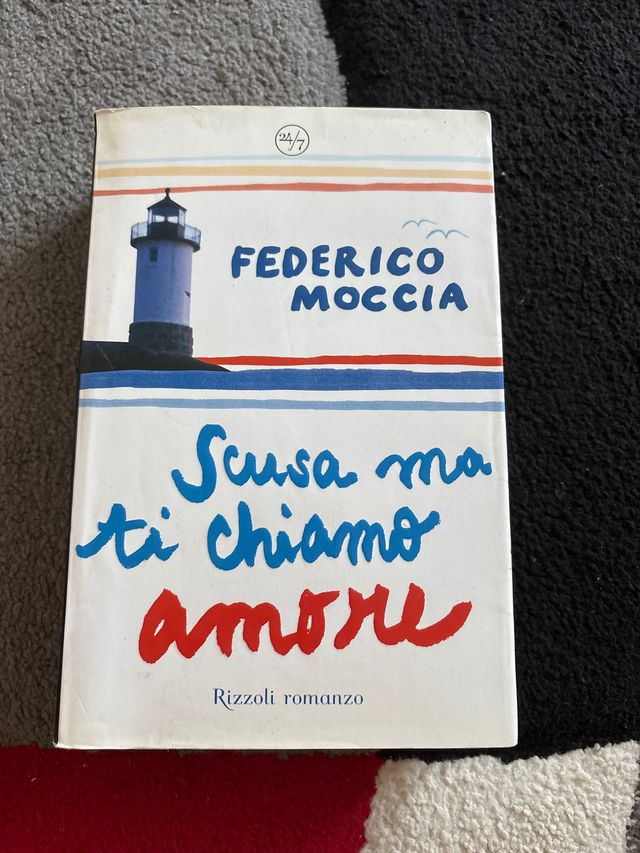 24/7
FEDERICO
MOCCIA
Scusa ma
ti chiamo
amore
Rizzoli romanzo